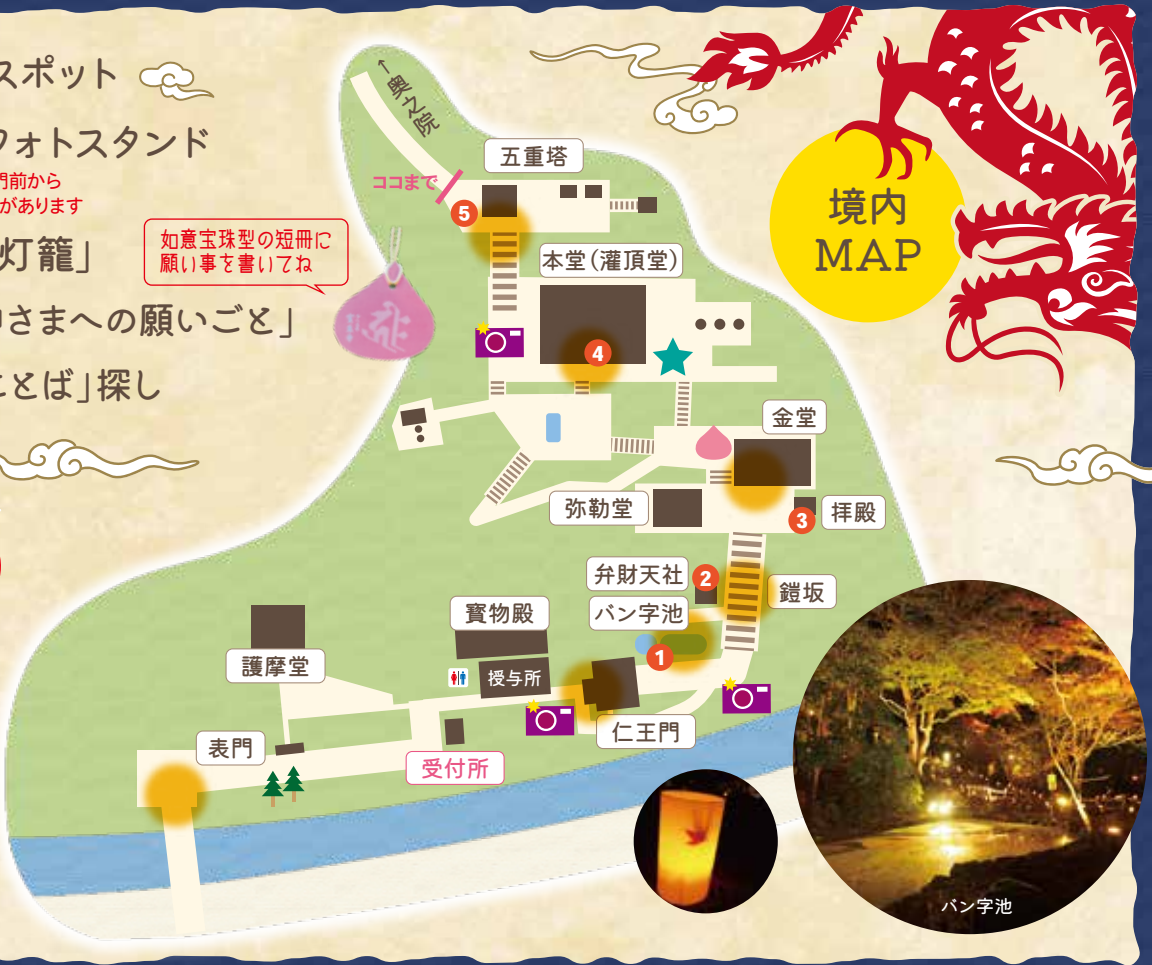 スポット
フォトスタンド
門前から
があります
灯籠」
如意宝珠型の短冊に
願い事を書いてね
さまへの願いごと」
ことば」探し
境内
MAP
↑奥之院
ココまで
五重塔
5
本堂(灌頂堂)
4
金堂
弥勒堂
3
拝殿
弁財天社
2
鎧坂
バン字池
1
寳物殿
授与所
護摩堂
仁王門
表門
受付所
バン字池